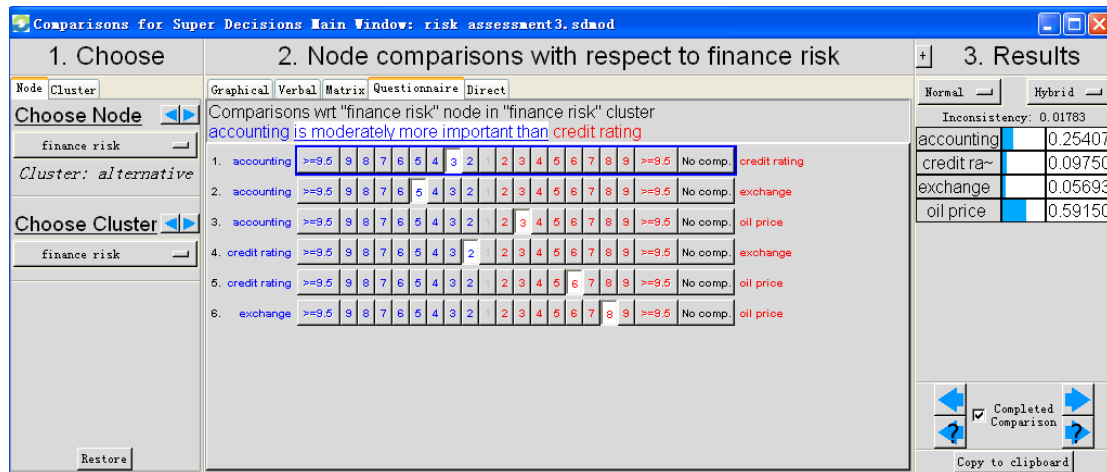 Comparisons for Super Decisions Main Window: risk assessment3.sdmod
1. Choose
2. Node comparisons with respect to finance risk
+ 3. Results
Node Cluster
Graphical Verbal Matrix Questionnaire Direct
Normal Hybrid
Choose Node
finance risk
Cluster: alternative
Choose Cluster
finance risk
Restore
Comparisons wrt "finance risk" node in "finance risk" cluster
accounting is moderately more important than credit rating
1. accounting >=9.5 9 8 7 6 5 4 3 2 1 2 3 4 5 6 7 8 9 >=9.5 No comp. credit rating
2. accounting >=9.5 9 8 7 6 5 4 3 2 1 2 3 4 5 6 7 8 9 >=9.5 No comp. exchange
3. accounting >=9.5 9 8 7 6 5 4 3 2 1 2 3 4 5 6 7 8 9 >=9.5 No comp. oil price
4. credit rating >=9.5 9 8 7 6 5 4 3 2 1 2 3 4 5 6 7 8 9 >=9.5 No comp. exchange
5. credit rating >=9.5 9 8 7 6 5 4 3 2 1 2 3 4 5 6 7 8 9 >=9.5 No comp. oil price
6. exchange >=9.5 9 8 7 6 5 4 3 2 1 2 3 4 5 6 7 8 9 >=9.5 No comp. oil price
Inconsistency: 0.01783
accounting 0.25407
credit ra~ 0.09750
exchange 0.05693
oil price 0.59150
Completed
Comparison
? ?
Copy to clipboard